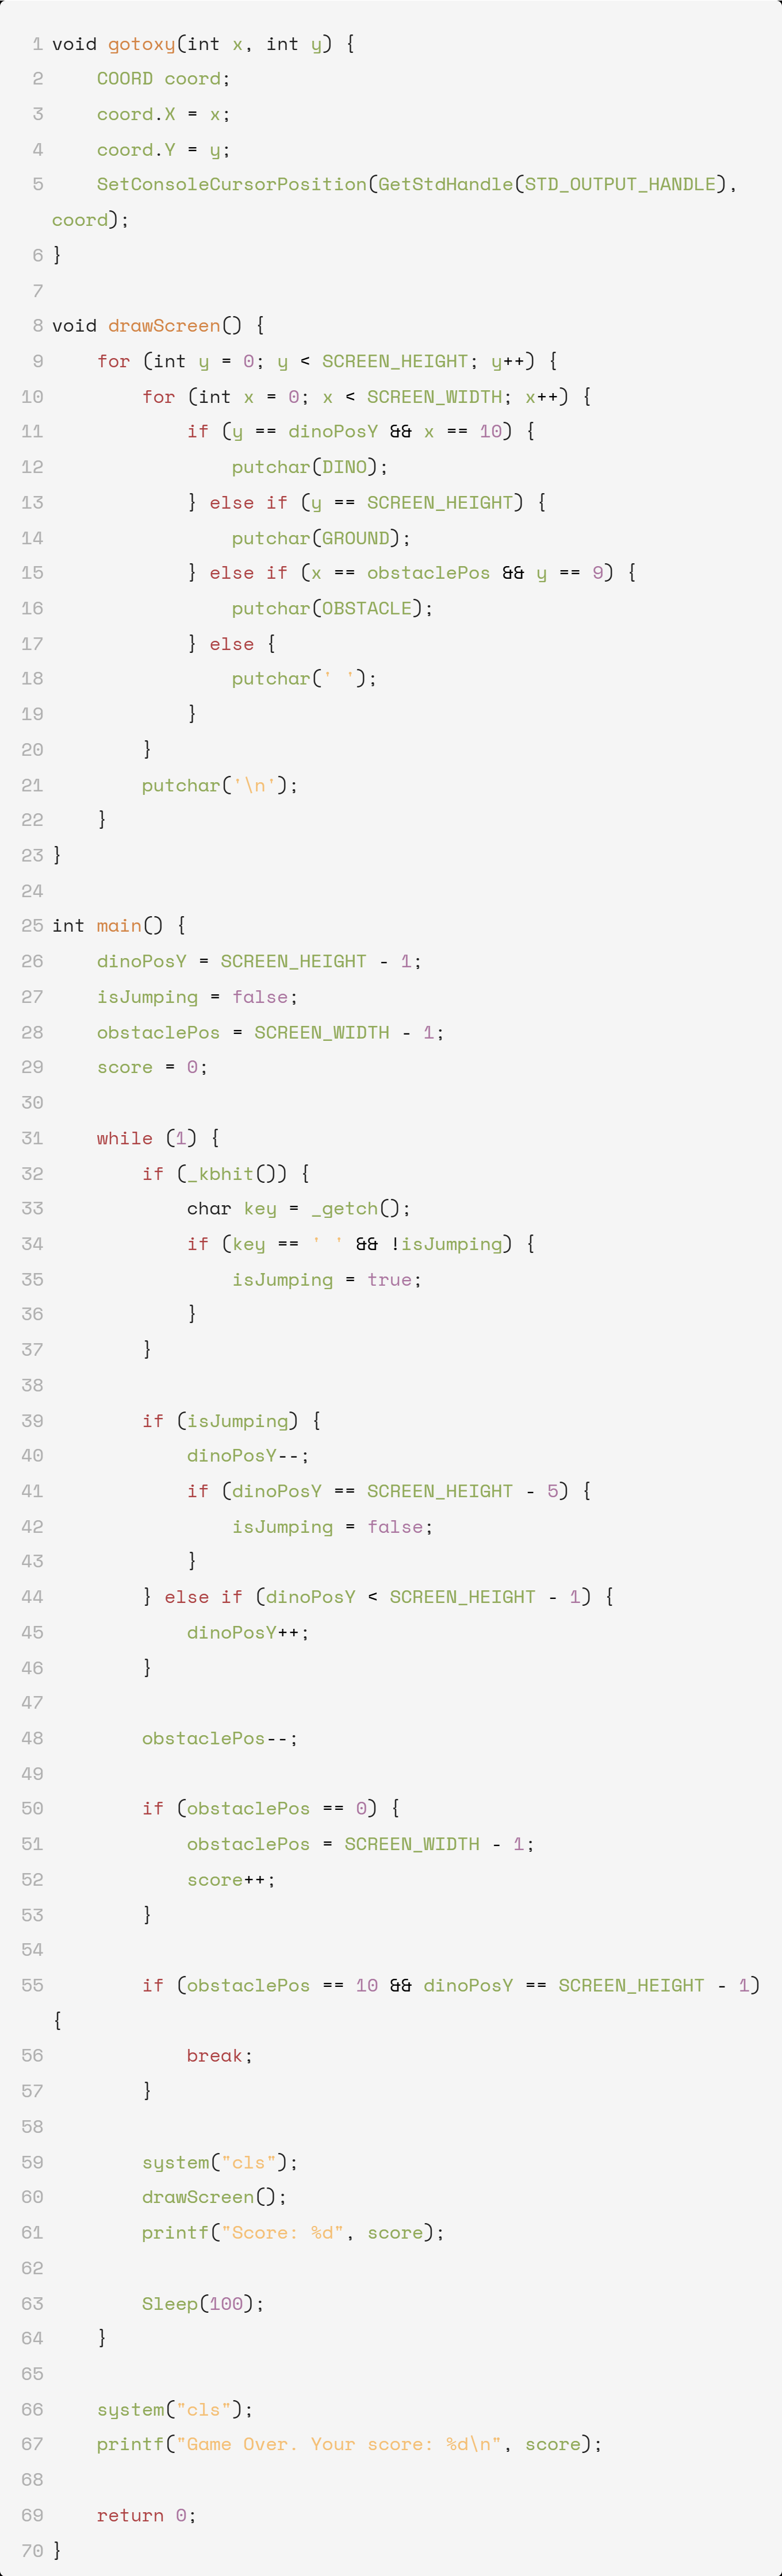 1 void gotoxy(int x, int y) {
2     COORD coord;
3     coord.X = x;
4     coord.Y = y;
5     SetConsoleCursorPosition(GetStdHandle(STD_OUTPUT_HANDLE),
coord);
6 }
7
8 void drawScreen() {
9     for (int y = 0; y < SCREEN_HEIGHT; y++) {
10         for (int x = 0; x < SCREEN_WIDTH; x++) {
11             if (y == dinoPosY && x == 10) {
12                 putchar(DINO);
13             } else if (y == SCREEN_HEIGHT) {
14                 putchar(GROUND);
15             } else if (x == obstaclePos && y == 9) {
16                 putchar(OBSTACLE);
17             } else {
18                 putchar(' ');
19             }
20         }
21         putchar('\n');
22     }
23 }
24
25 int main() {
26     dinoPosY = SCREEN_HEIGHT - 1;
27     isJumping = false;
28     obstaclePos = SCREEN_WIDTH - 1;
29     score = 0;
30
31     while (1) {
32         if (_kbhit()) {
33             char key = _getch();
34             if (key == ' ' && !isJumping) {
35                 isJumping = true;
36             }
37         }
38
39         if (isJumping) {
40             dinoPosY--;
41             if (dinoPosY == SCREEN_HEIGHT - 5) {
42                 isJumping = false;
43             }
44         } else if (dinoPosY < SCREEN_HEIGHT - 1) {
45             dinoPosY++;
46         }
47
48         obstaclePos--;
49
50         if (obstaclePos == 0) {
51             obstaclePos = SCREEN_WIDTH - 1;
52             score++;
53         }
54
55         if (obstaclePos == 10 && dinoPosY == SCREEN_HEIGHT - 1)
{
56             break;
57         }
58
59         system("cls");
60         drawScreen();
61         printf("Score: %d", score);
62
63         Sleep(100);
64     }
65
66     system("cls");
67     printf("Game Over. Your score: %d\n", score);
68
69     return 0;
70 }